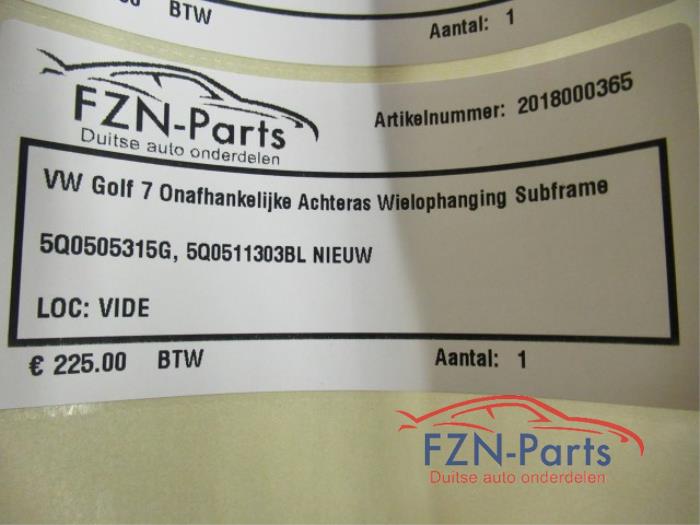 BTW
Aantal: 1
FZN-Parts
Duitse auto onderdelen
Artikelnummer: 2018000365
VW Golf 7 Onafhankelijke Achteras Wielophanging Subframe
5Q0505315G, 5Q0511303BL NIEUW
LOC: VIDE
€ 225.00 BTW Aantal: 1
FZN-Parts
Duitse auto onderdelen